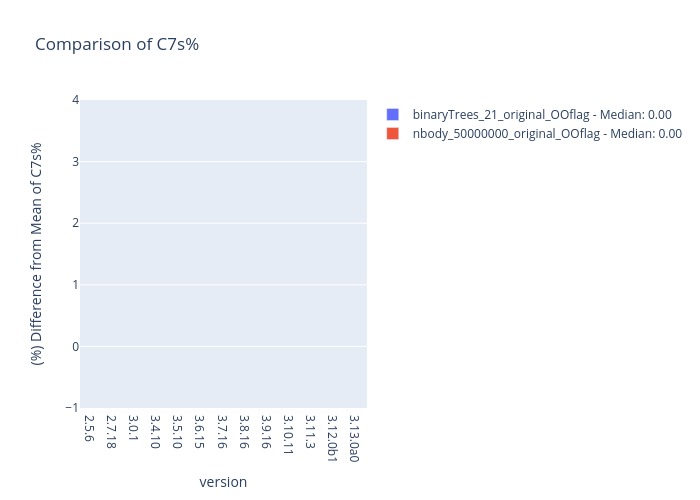 Comparison of C7s%
binaryTrees_21_original_OOflag - Median: 0.00
nbody_50000000_original_OOflag - Median: 0.00
(%) Difference from Mean of C7s%
4
3
2
1
0
−1
2.5.6
2.7.18
3.0.1
3.4.10
3.5.10
3.6.15
3.7.16
3.8.16
3.9.16
3.10.11
3.11.3
3.12.0b1
3.13.0a0
version